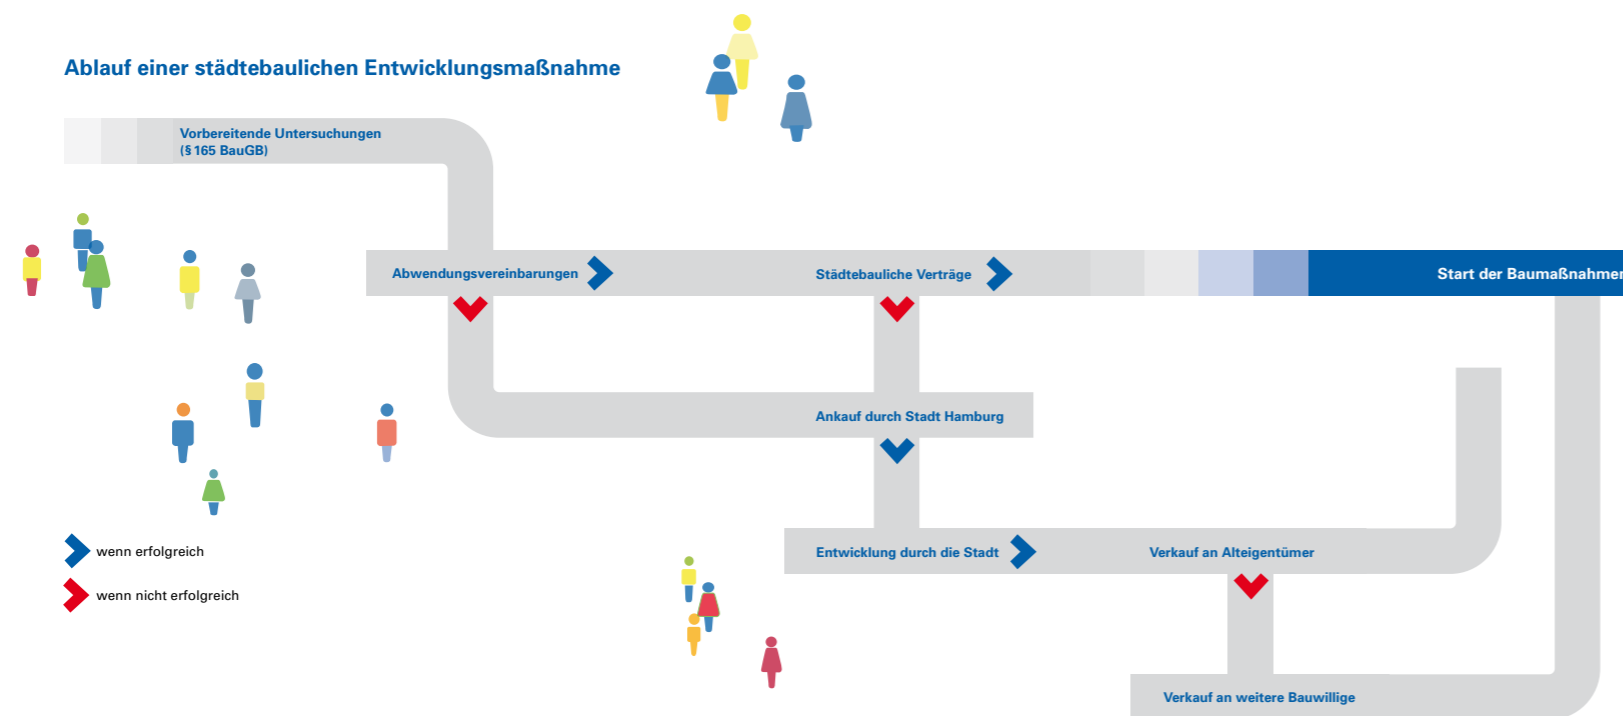 Ablauf einer städtebaulichen Entwicklungsmaßnahme
Vorbereitende Untersuchungen
(§ 165 BauGB)
Abwendungsvereinbarungen
Städtebauliche Verträge
Start der Baumaßnahmen
Ankauf durch Stadt Hamburg
Entwicklung durch die Stadt
Verkauf an Alteigentümer
wenn erfolgreich
wenn nicht erfolgreich
Verkauf an weitere Bauwillige